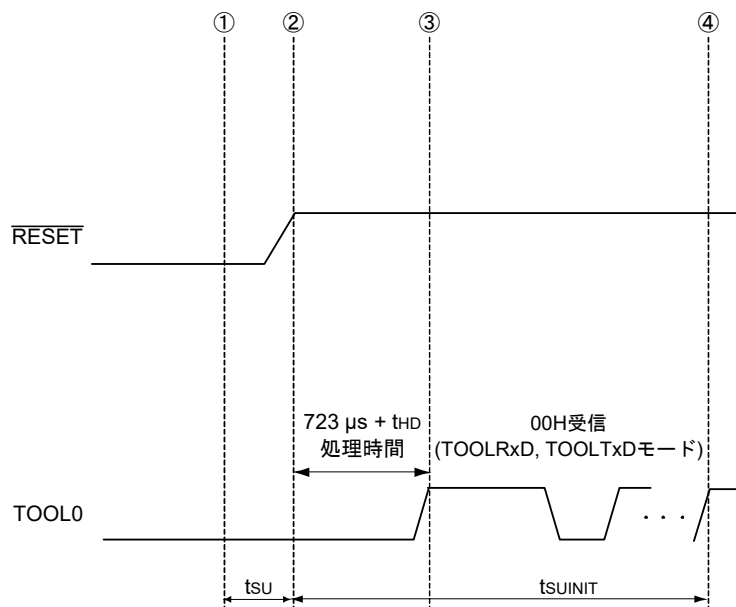 ① ② ③ ④
RESET
723 µs + tHD
処理時間
00H受信
(TOOLRxD, TOOLTxDモード)
TOOL0
. . .
tSU
tSUINIT